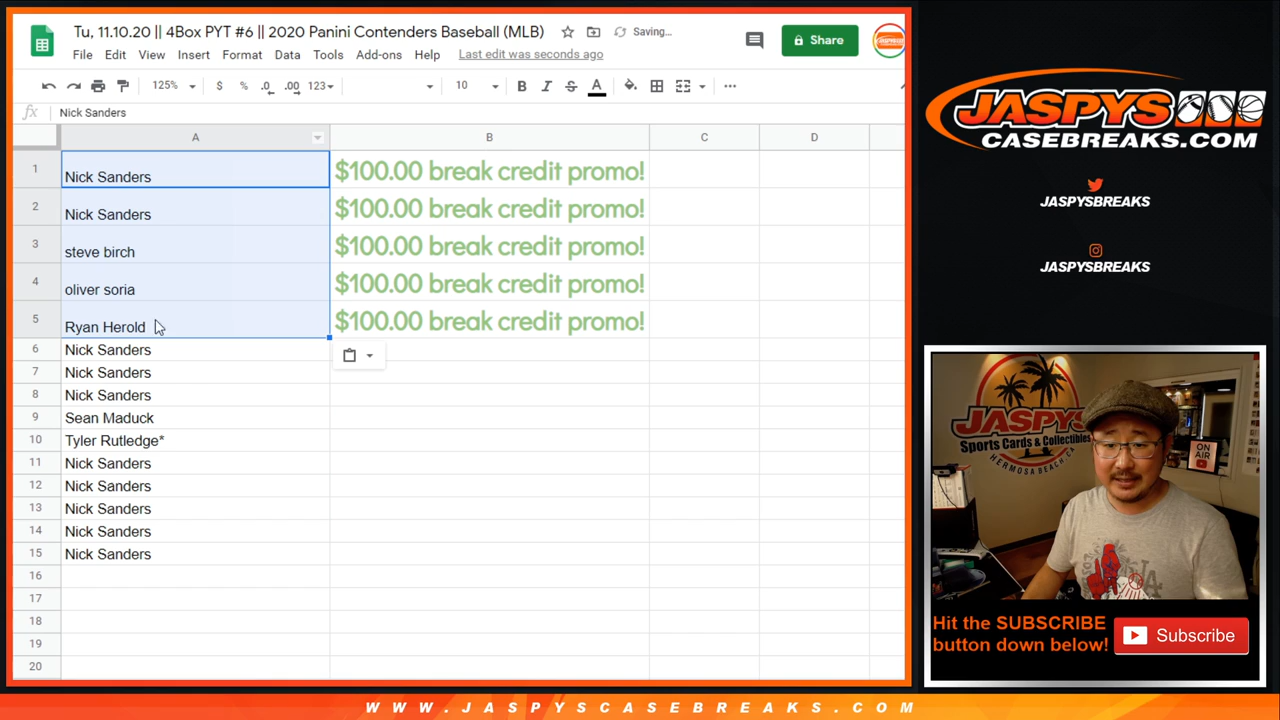 Tu, 11.10.20 || 4Box PYT #6 || 2020 Panini Contenders Baseball (MLB)
Saving...
Share
File Edit View Insert Format Data Tools Add-ons Help Last edit was seconds ago
125% $ % .0 .00 123 10 B I S A
fx Nick Sanders
A B C D
1 Nick Sanders $100.00 break credit promo!
2 Nick Sanders $100.00 break credit promo!
3 steve birch $100.00 break credit promo!
4 oliver soria $100.00 break credit promo!
5 Ryan Herold $100.00 break credit promo!
6 Nick Sanders
7 Nick Sanders
8 Nick Sanders
9 Sean Maduck
10 Tyler Rutledge*
11 Nick Sanders
12 Nick Sanders
13 Nick Sanders
14 Nick Sanders
15 Nick Sanders
16
17
18
19
20
JASPYS
CASEBREAKS.COM
JASPYSBREAKS
JASPYSBREAKS
JASPYS
Sports Cards & Collectibles
HERMOSA BEACH CA
ON AIR
Hit the SUBSCRIBE
button down below!
Subscribe
WWW.JASPYSCASEBREAKS.COM